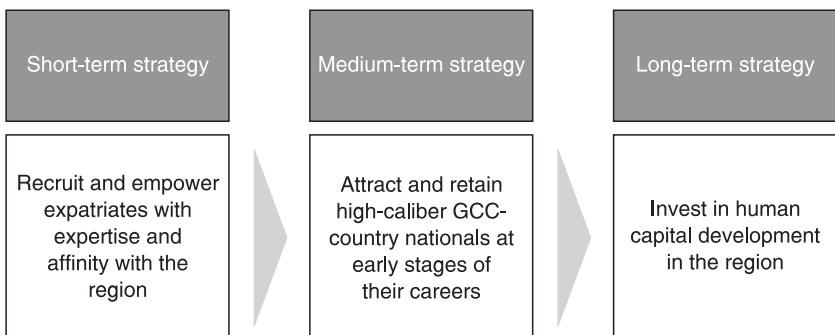 Short-term strategy
Medium-term strategy
Long-term strategy
Recruit and empower
expatriates with
expertise and
affinity with the
region
Attract and retain
high-caliber GCC-
country nationals at
early stages of
their careers
Invest in human
capital development
in the region